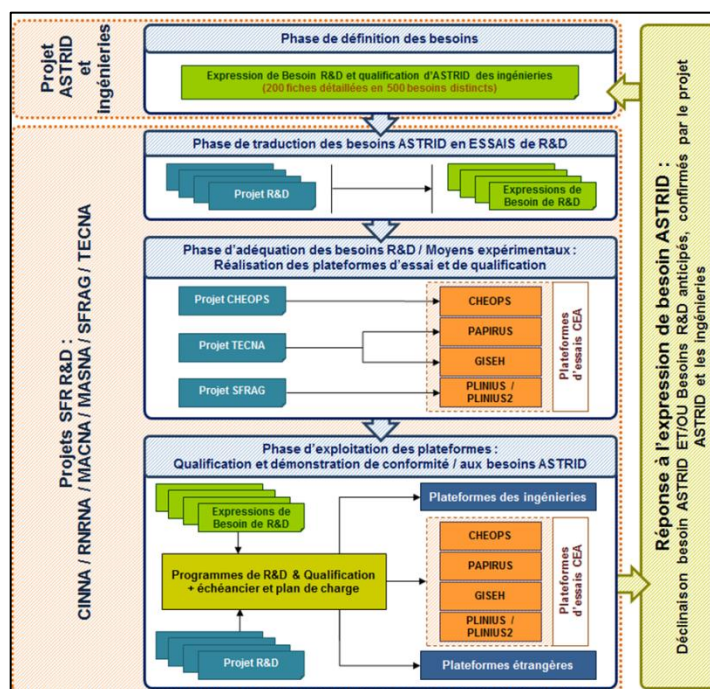 Projet
ASTRID
et
Ingénieries
Phase de définition des besoins
Expression de Besoin R&D et qualification d'ASTRID des ingénieries
(200 fiches détaillées en 500 besoins distincts)
Projets SFR R&D :
CINNA / RNRNA / MACNA / MASNA / SFRAG / TECNA
Phase de traduction des besoins ASTRID en ESSAIS de R&D
Projet R&D
Expressions de
Besoin de R&D
Phase d'adéquation des besoins R&D / Moyens expérimentaux :
Réalisation des plateformes d'essai et de qualification
Projet CHEOPS
Projet TECNA
Projet SFRAG
CHEOPS
PAPIRUS
GISEH
PLINIUS /
PLINIUS2
Plateformes
d'essais CEA
Phase d'exploitation des plateformes :
Qualification et démonstration de conformité / aux besoins ASTRID
Expressions de
Besoin de R&D
Programmes de R&D & Qualification
+ échéancier et plan de charge
Projet R&D
Plateformes des ingénieries
CHEOPS
PAPIRUS
GISEH
PLINIUS /
PLINIUS2
Plateformes
d'essais CEA
Plateformes étrangères
Réponse à l'expression de besoin ASTRID :
Déclinaison besoin ASTRID ET/OU Besoins R&D anticipés, confirmés par le projet
ASTRID et les ingénieries